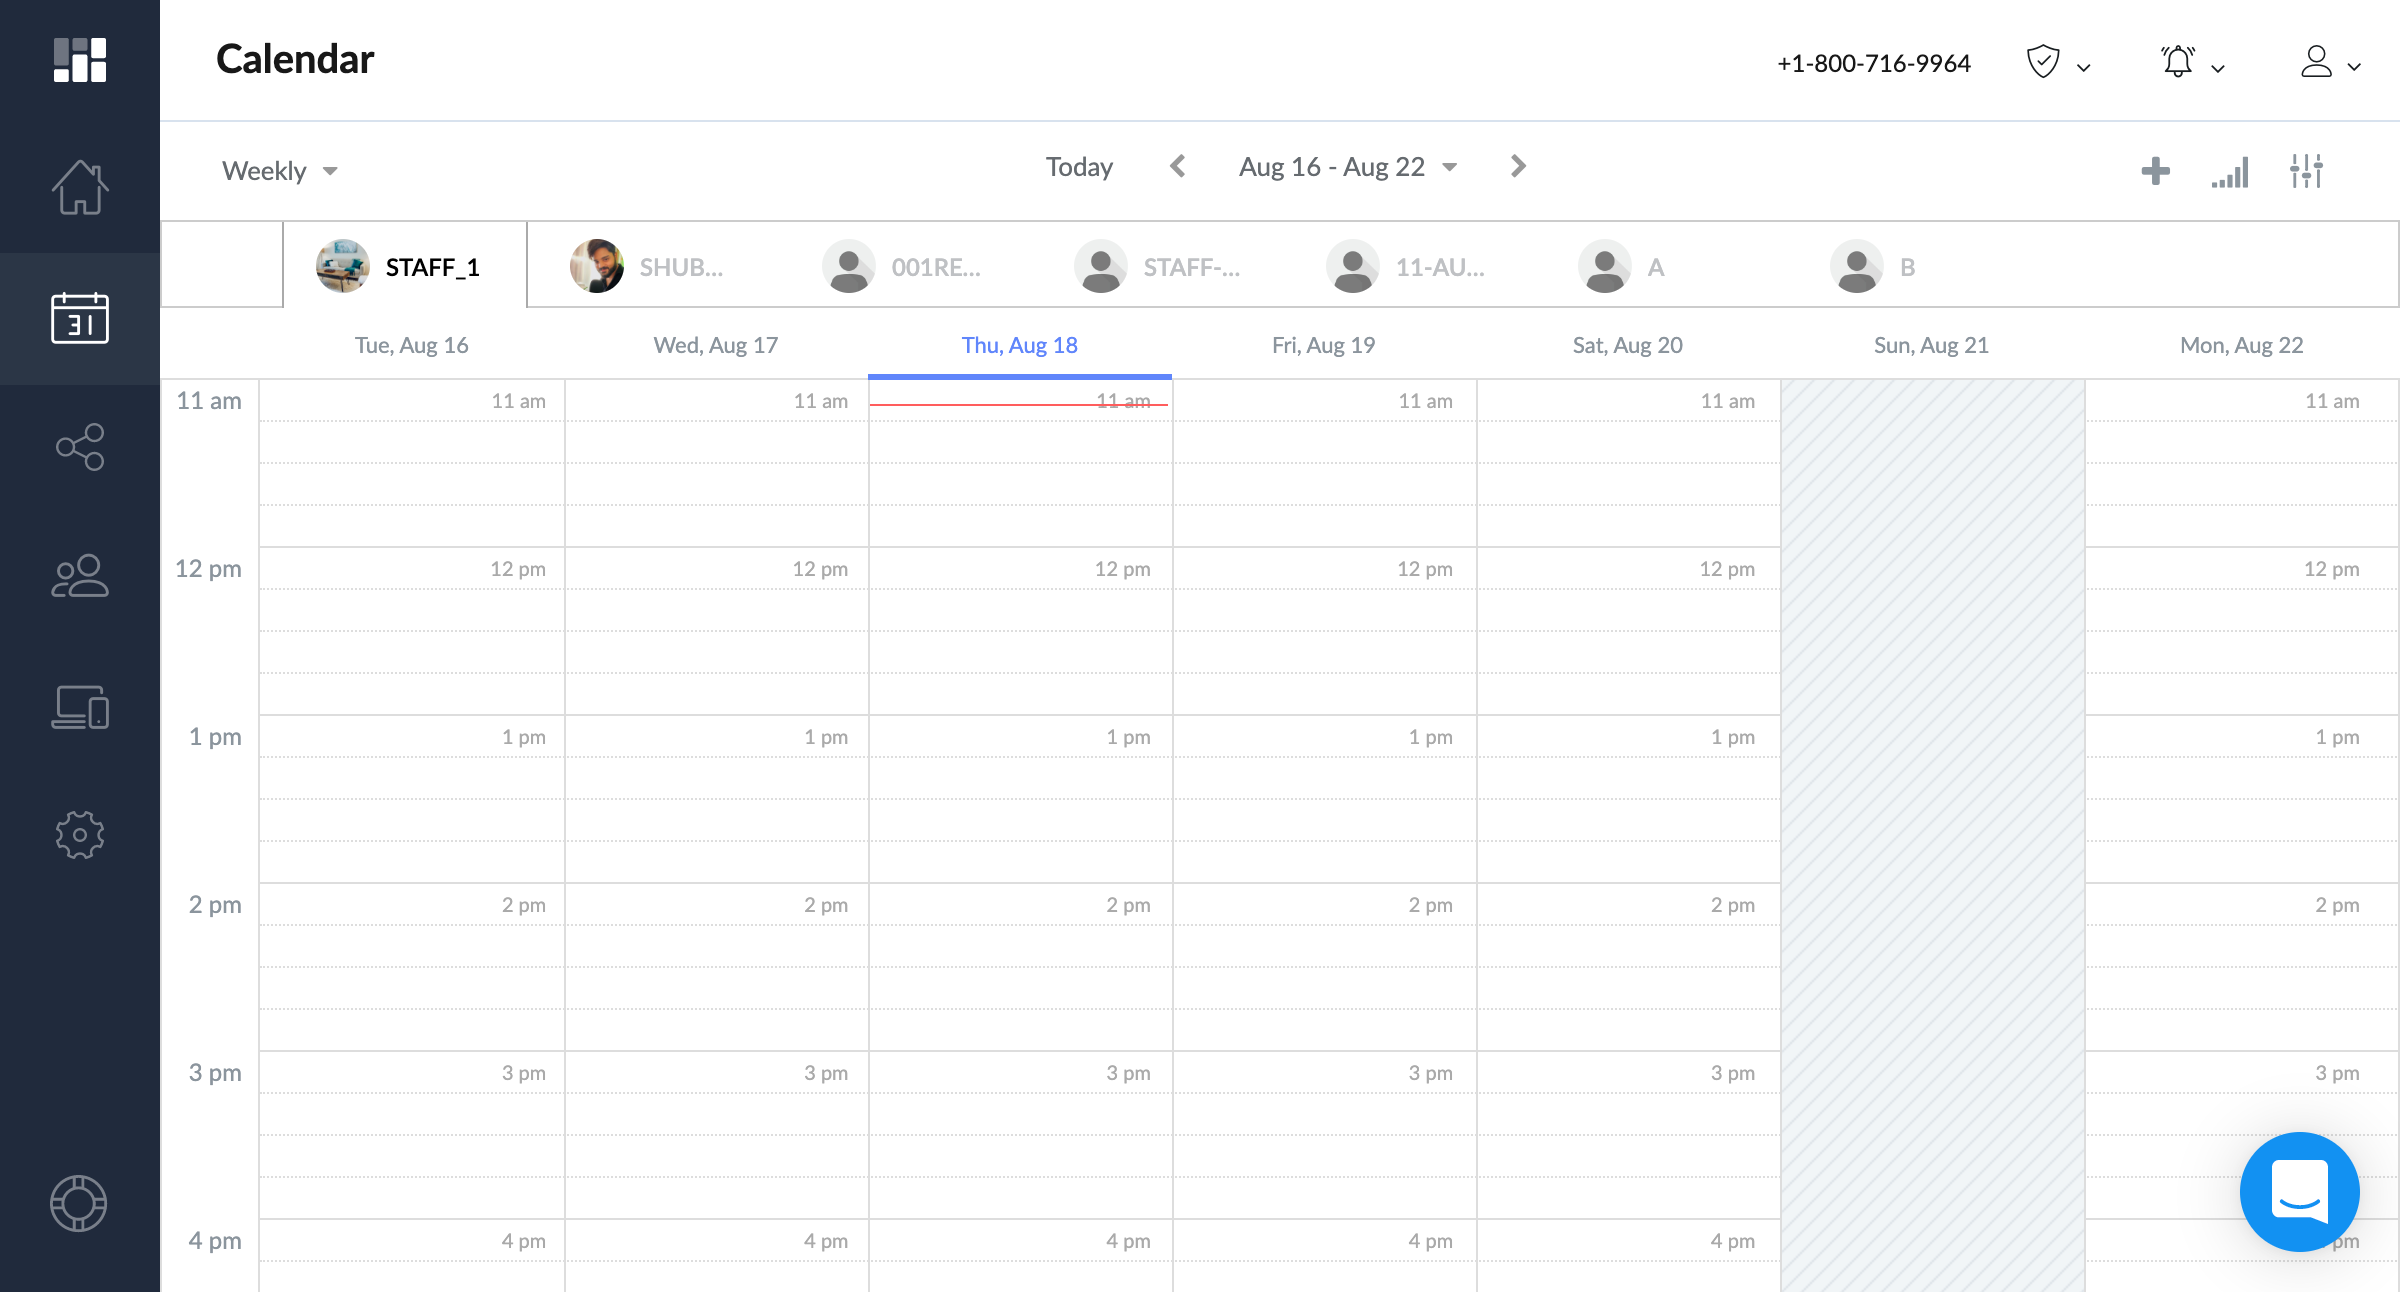 Calendar
+1-800-716-9964
Weekly
Today
Aug 16 - Aug 22
31
STAFF_1 SHUB... 001RE... STAFF-... 11-AU... A B
Tue, Aug 16 Wed, Aug 17 Thu, Aug 18 Fri, Aug 19 Sat, Aug 20 Sun, Aug 21 Mon, Aug 22
11 am 11 am 11 am 11 am 11 am 11 am 11 am
12 pm 12 pm 12 pm 12 pm 12 pm 12 pm 12 pm
1 pm 1 pm 1 pm 1 pm 1 pm 1 pm 1 pm
2 pm 2 pm 2 pm 2 pm 2 pm 2 pm 2 pm
3 pm 3 pm 3 pm 3 pm 3 pm 3 pm 3 pm
4 pm 4 pm 4 pm 4 pm 4 pm 4 pm pm